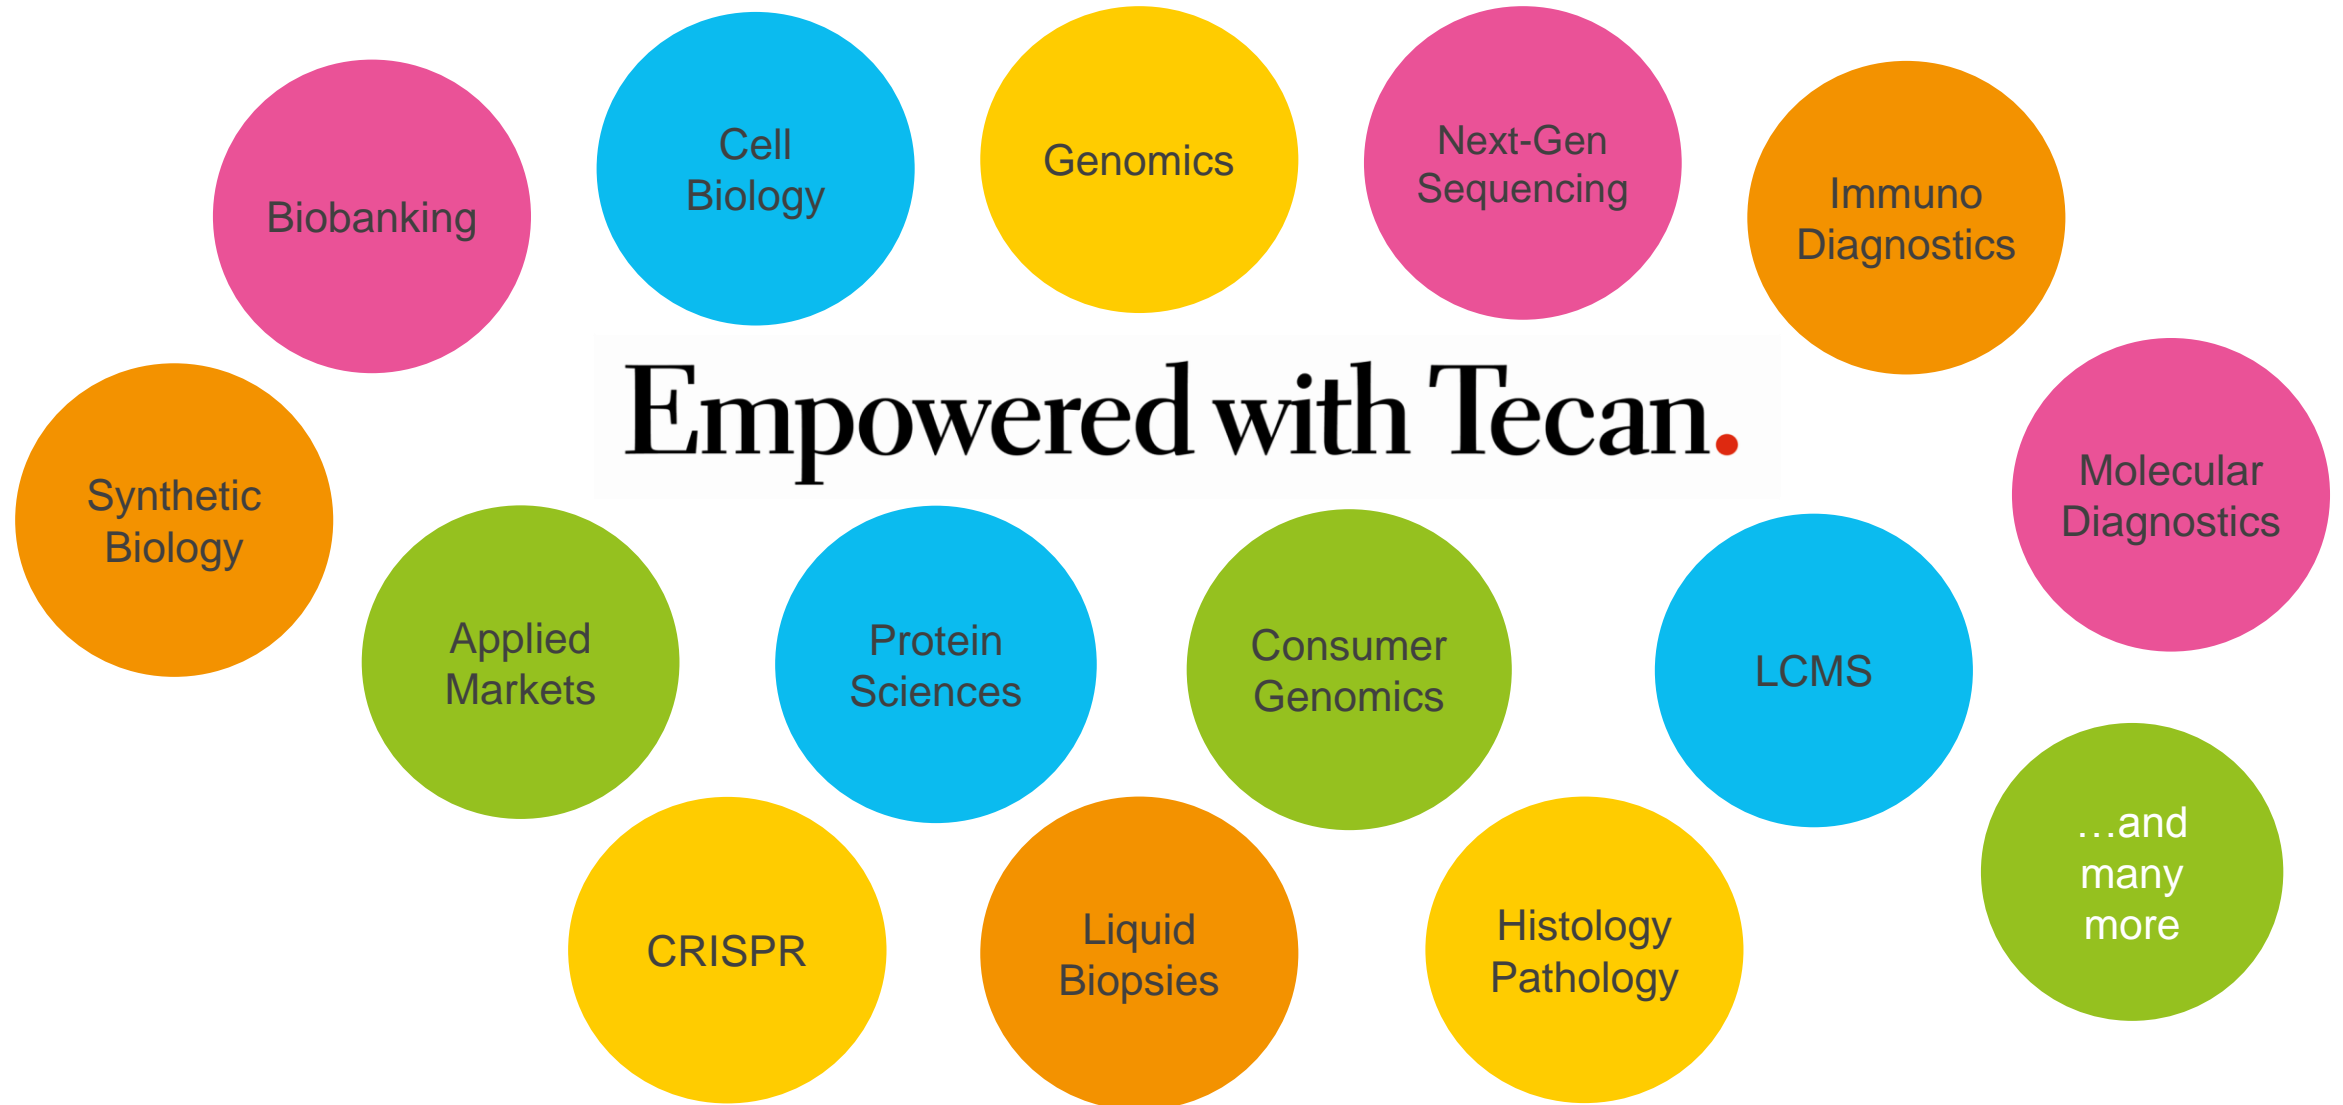 Biobanking
Cell
Biology
Genomics
Next-Gen
Sequencing
Immuno
Diagnostics
Empowered with Tecan.
Synthetic
Biology
Molecular
Diagnostics
Applied
Markets
Protein
Sciences
Consumer
Genomics
LCMS
CRISPR
Liquid
Biopsies
Histology
Pathology
…and
many
more